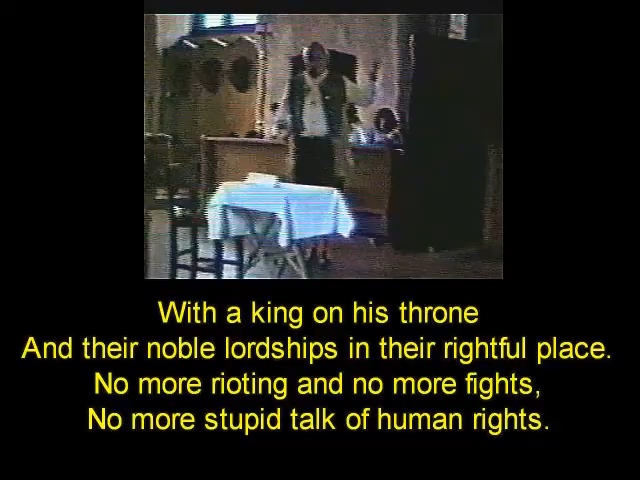 With a king on his throne
And their noble lordships in their rightful place.
No more rioting and no more fights,
No more stupid talk of human rights.